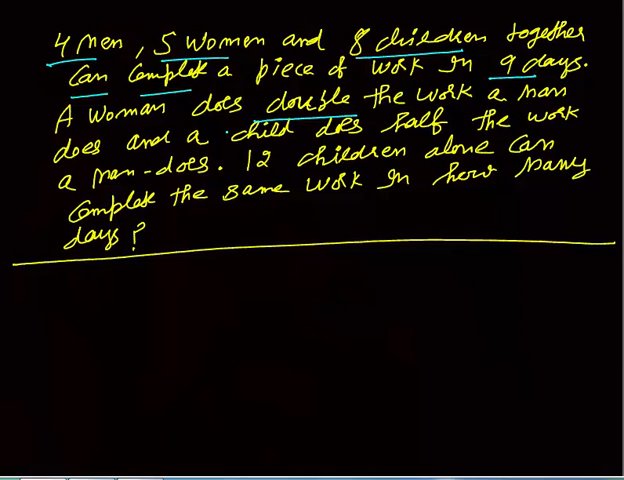 4 Men, 5 women and 8 children together
Can Complet a piece of work in 9 days.
A woman does double the work a man
does and a child does half the work
a man-does. 12 children alone can
complet the same work in how many
days?